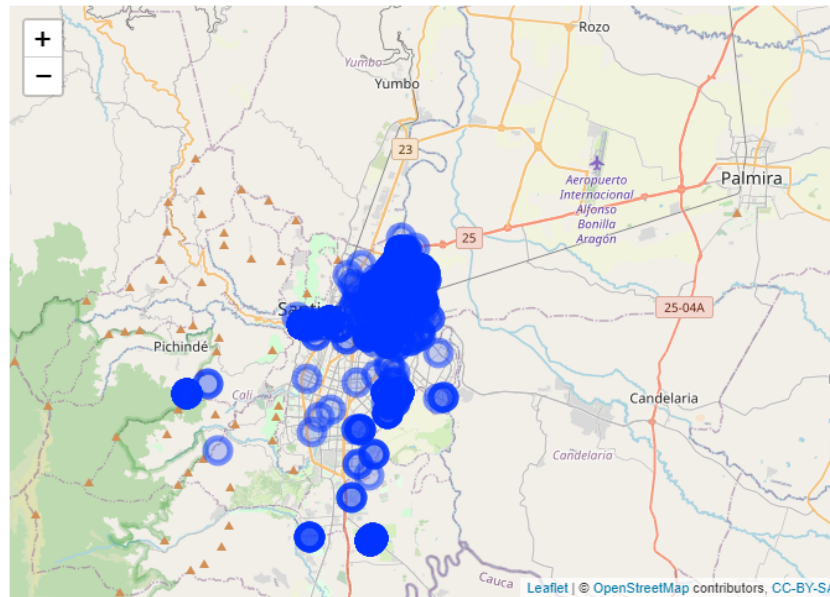 +
−
Rozo
Yumbo
Yumbo
23
Palmira
Aeropuerto
Internacional
Alfonso
Bonilla
Aragón
25
25-04A
Pichindé
Cali
Candelaria
Candelaria
Cauca
Leaflet | © OpenStreetMap contributors, CC-BY-SA